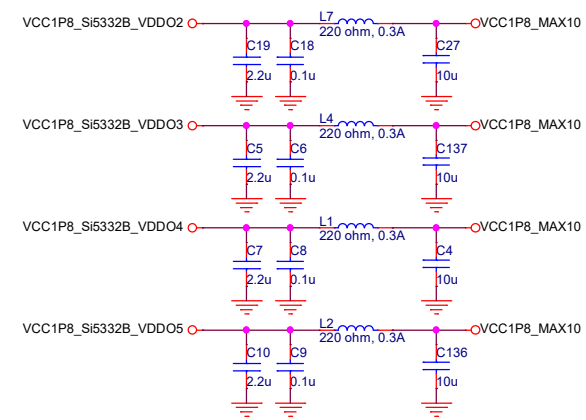 VCC1P8_Si5332B_VDDO2 L7 VCC1P8_MAX10
220 ohm, 0.3A
C19 C18 C27
2.2u 0.1u 10u
VCC1P8_Si5332B_VDDO3 L4 VCC1P8_MAX10
220 ohm, 0.3A
C5 C6 C137
2.2u 0.1u 10u
VCC1P8_Si5332B_VDDO4 L1 VCC1P8_MAX10
220 ohm, 0.3A
C7 C8 C4
2.2u 0.1u 10u
VCC1P8_Si5332B_VDDO5 L2 VCC1P8_MAX10
220 ohm, 0.3A
C10 C9 C136
2.2u 0.1u 10u